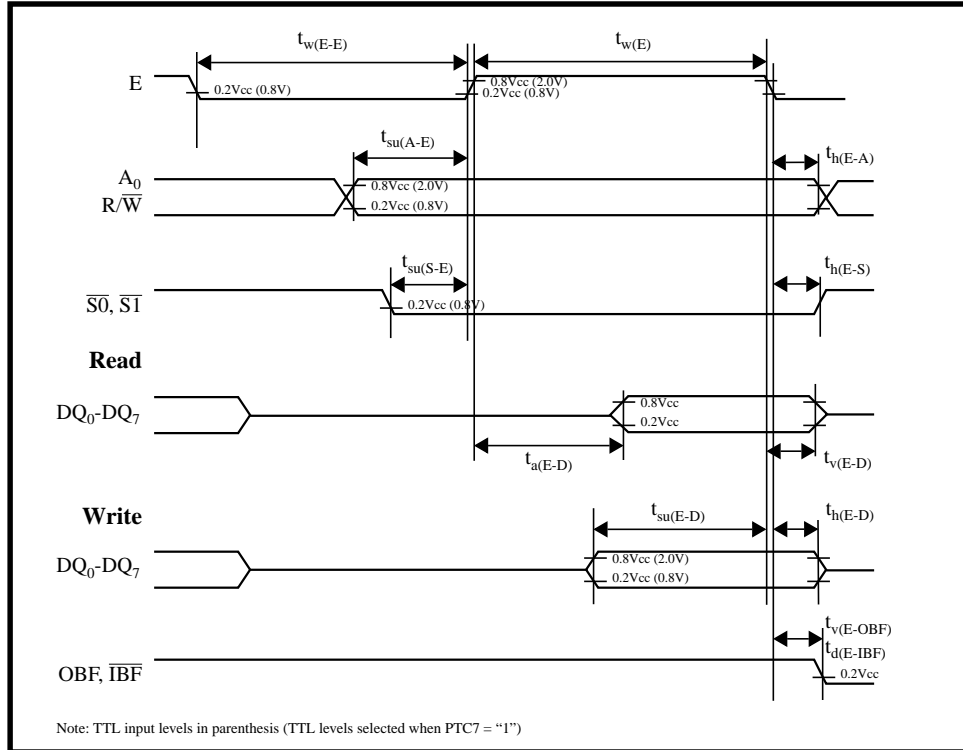 tw(E-E)
tw(E)
E
0.2Vcc (0.8V)
0.8Vcc (2.0V)
0.2Vcc (0.8V)
tsu(A-E)
th(E-A)
A0
R/W̅
0.8Vcc (2.0V)
0.2Vcc (0.8V)
tsu(S-E)
th(E-S)
S̅0̅, S̅1̅
0.2Vcc (0.8V)
Read
DQ0-DQ7
0.8Vcc
0.2Vcc
ta(E-D)
tv(E-D)
Write
tsu(E-D)
th(E-D)
DQ0-DQ7
0.8Vcc (2.0V)
0.2Vcc (0.8V)
tv(E-OBF)
td(E-IBF)
OBF, I̅B̅F̅
0.2Vcc
Note: TTL input levels in parenthesis (TTL levels selected when PTC7 = “1”)